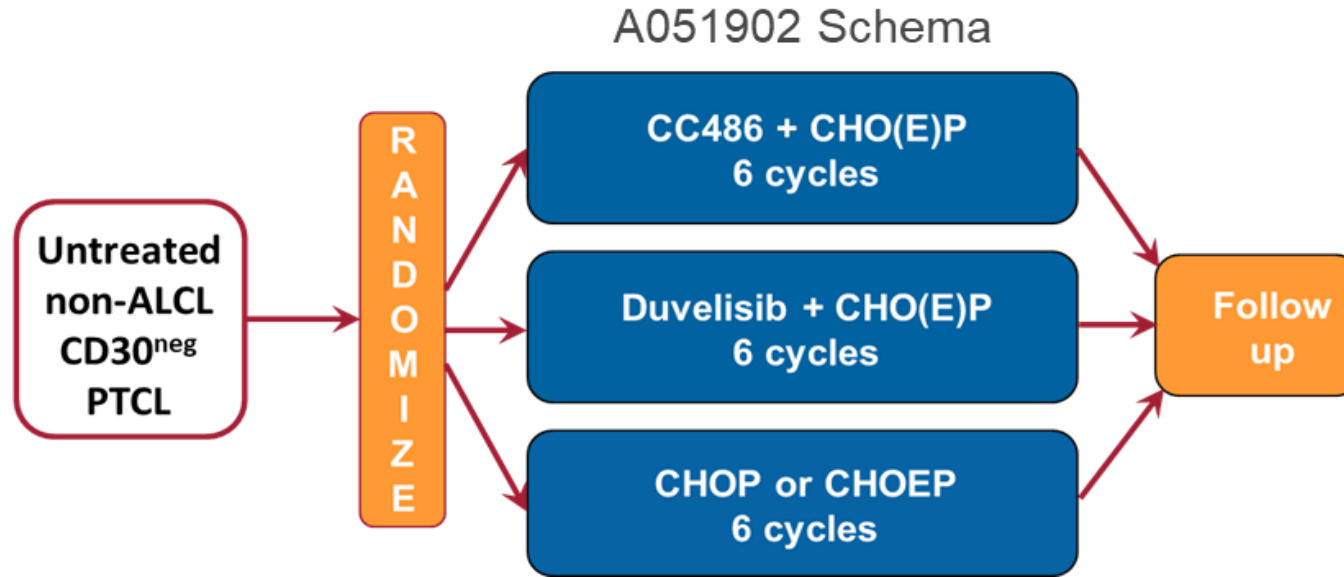 A051902 Schema
Untreated
non-ALCL
CD30ⁿᵉᵍ
PTCL
RANDOMIZE
CC486 + CHO(E)P
6 cycles
Duvelisib + CHO(E)P
6 cycles
CHOP or CHOEP
6 cycles
Follow
up